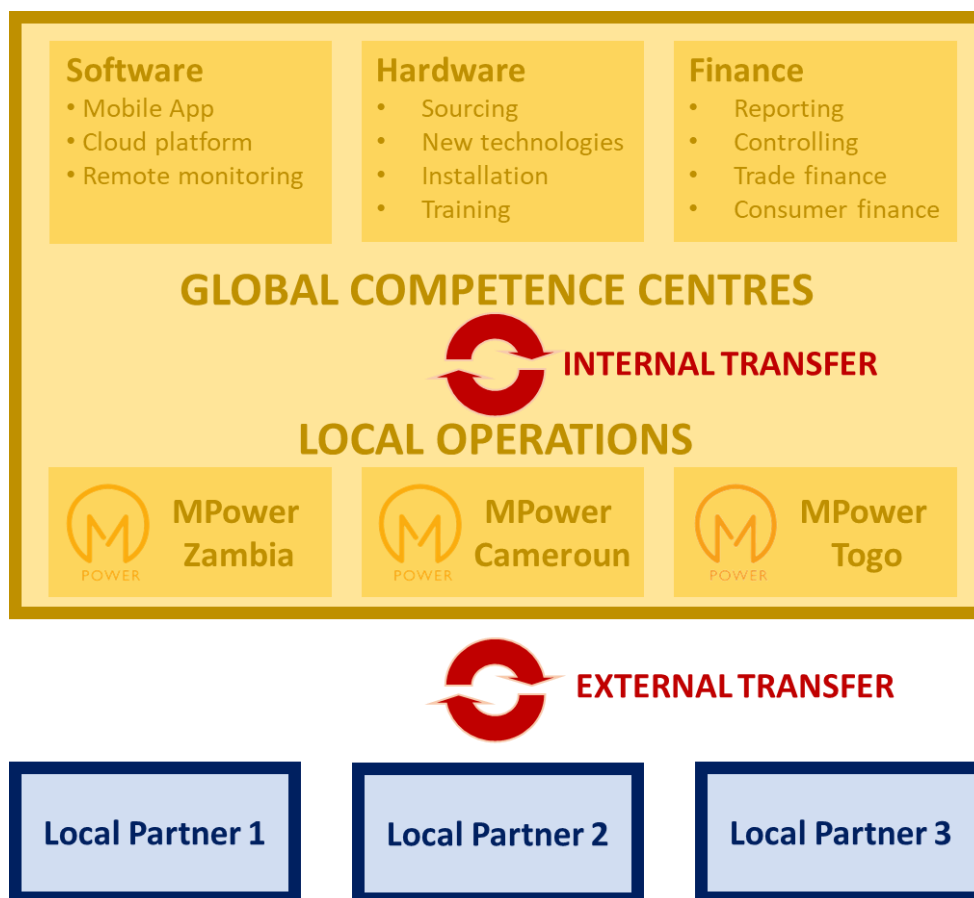 Software
• Mobile App
• Cloud platform
• Remote monitoring
Hardware
• Sourcing
• New technologies
• Installation
• Training
Finance
• Reporting
• Controlling
• Trade finance
• Consumer finance
GLOBAL COMPETENCE CENTRES
INTERNAL TRANSFER
LOCAL OPERATIONS
M
POWER
MPower
Zambia
M
POWER
MPower
Cameroun
M
POWER
MPower
Togo
EXTERNAL TRANSFER
Local Partner 1
Local Partner 2
Local Partner 3